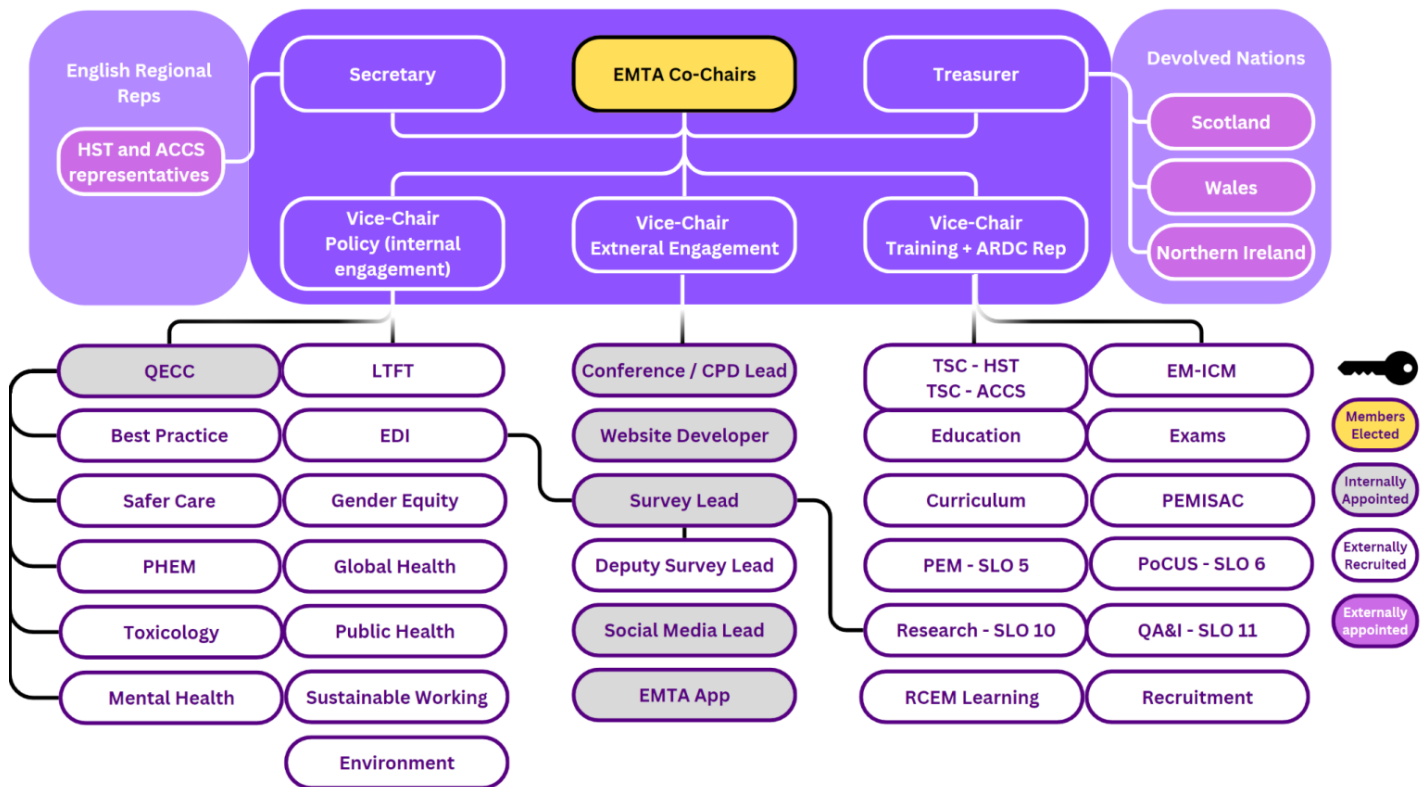 English Regional
Reps
HST and ACCS
representatives
Secretary
EMTA Co-Chairs
Treasurer
Devolved Nations
Scotland
Wales
Northern Ireland
Vice-Chair
Policy (internal
engagement)
Vice-Chair
Extneral Engagement
Vice-Chair
Training + ARDC Rep
QECC
LTFT
Conference / CPD Lead
TSC - HST
TSC - ACCS
EM-ICM
Best Practice
EDI
Website Developer
Education
Exams
Safer Care
Gender Equity
Survey Lead
Curriculum
PEMISAC
PHEM
Global Health
Deputy Survey Lead
PEM - SLO 5
PoCUS - SLO 6
Toxicology
Public Health
Social Media Lead
Research - SLO 10
QA&I - SLO 11
Mental Health
Sustainable Working
EMTA App
RCEM Learning
Recruitment
Environment
Members
Elected
Internally
Appointed
Externally
Recruited
Externally
appointed